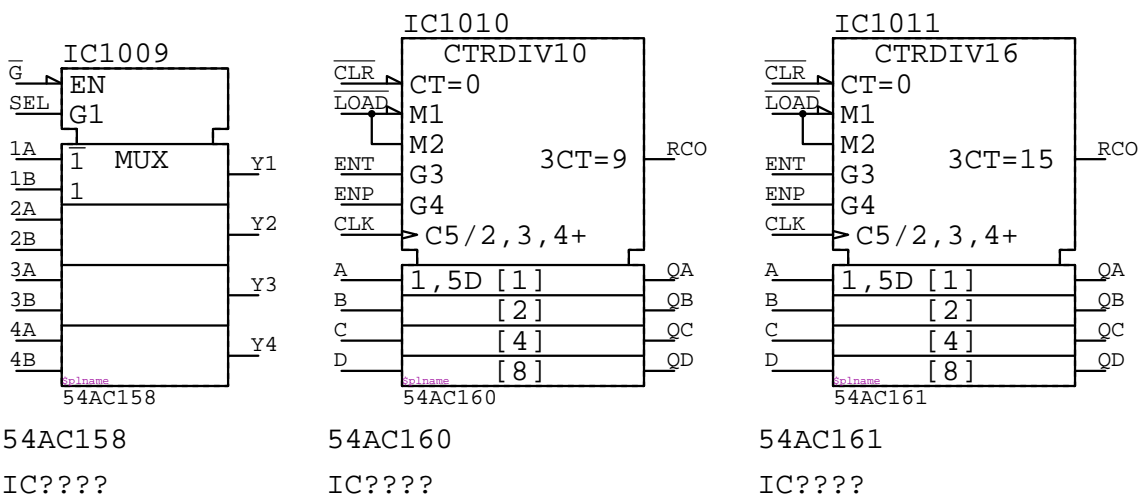 IC1009
G
EN
SEL
G1
1A
1
MUX
Y1
1B
1
2A
Y2
2B
3A
Y3
3B
4A
Y4
4B
$plname
54AC158
54AC158
IC????
IC1010
CTRDIV10
CLR
CT=0
LOAD
M1
M2
3CT=9
RCO
ENT
G3
ENP
G4
CLK
C5/2,3,4+
A
1,5D [1]
QA
B
[2]
QB
C
[4]
QC
D
[8]
QD
$plname
54AC160
54AC160
IC????
IC1011
CTRDIV16
CLR
CT=0
LOAD
M1
M2
3CT=15
RCO
ENT
G3
ENP
G4
CLK
C5/2,3,4+
A
1,5D [1]
QA
B
[2]
QB
C
[4]
QC
D
[8]
QD
$plname
54AC161
54AC161
IC????